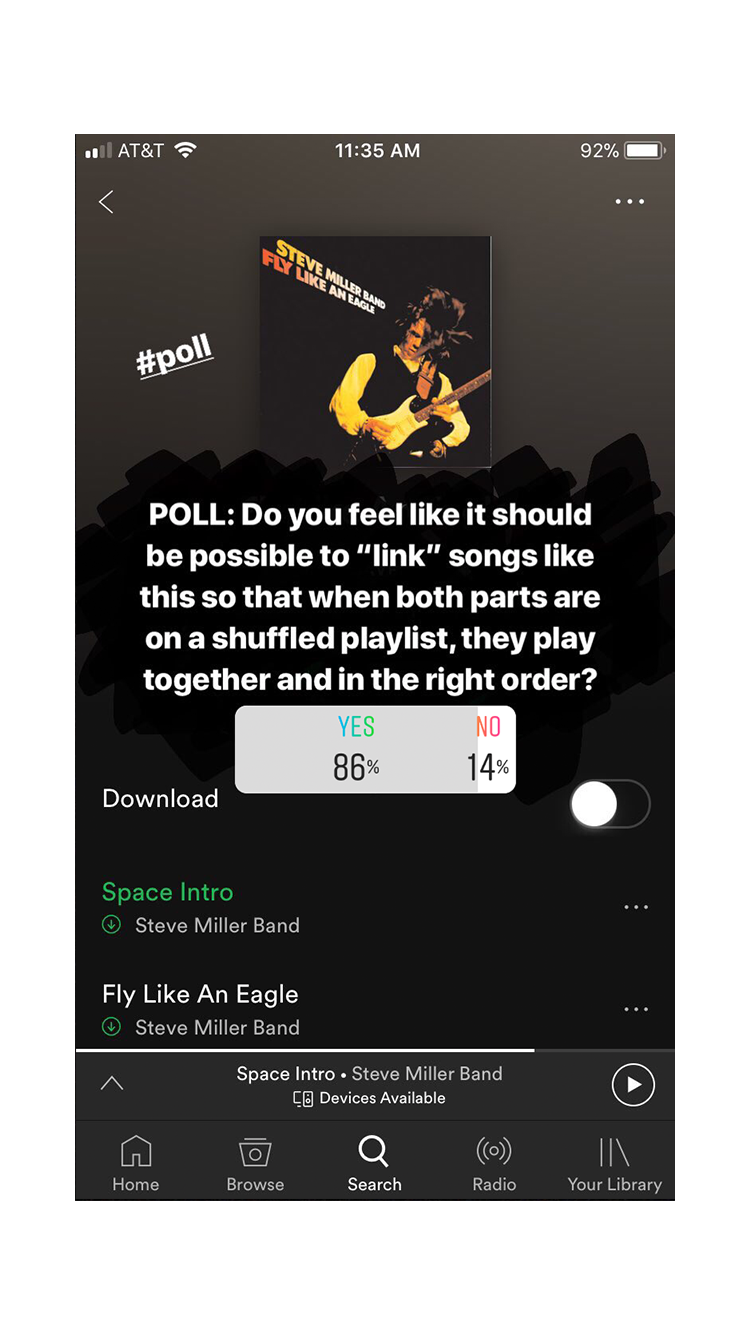 AT&T 11:35 AM 92%
STEVE MILLER BAND
FLY LIKE AN EAGLE
#poll
POLL: Do you feel like it should
be possible to “link” songs like
this so that when both parts are
on a shuffled playlist, they play
together and in the right order?
YES NO
86% 14%
Download
Space Intro
Steve Miller Band
Fly Like An Eagle
Steve Miller Band
Space Intro • Steve Miller Band
Devices Available
Home Browse Search Radio Your Library